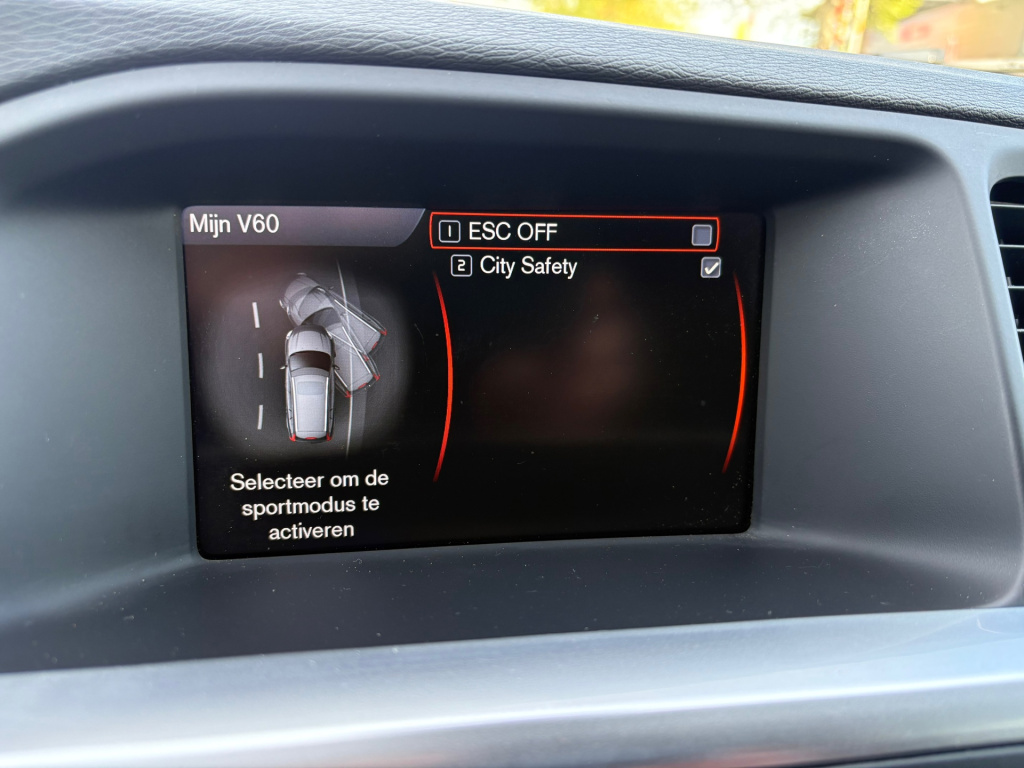 Mijn V60
1 ESC OFF
2 City Safety
Selecteer om de
sportmodus te
activeren